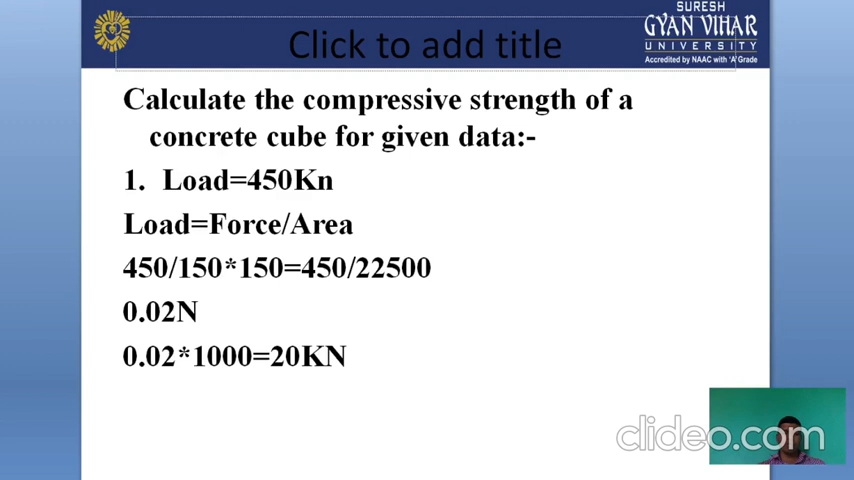 SURESH
GYAN VIHAR
UNIVERSITY
Accredited by NAAC with 'A' Grade
Click to add title
Calculate the compressive strength of a
concrete cube for given data:-
1. Load=450Kn
Load=Force/Area
450/150*150=450/22500
0.02N
0.02*1000=20KN
clideo.com